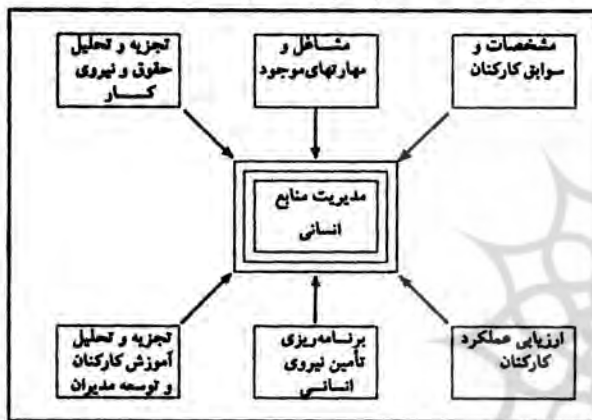 مشخصات و
سوابق کارکنان
مشاغل و
مهارتهای موجود
تجزیه و تحلیل
حقوق و نیروی
کار
مدیریت منابع
انسانی
ارزیابی عملکرد
کارکنان
برنامه‌ریزی
تأمین نیروی
انسانی
تجزیه و تحلیل
آموزش کارکنان
و توسعه مدیران